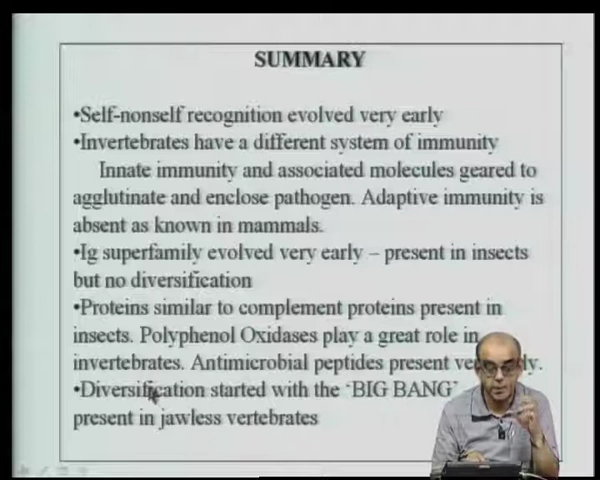 SUMMARY
•Self-nonself recognition evolved very early
•Invertebrates have a different system of immunity
Innate immunity and associated molecules geared to
agglutinate and enclose pathogen. Adaptive immunity is
absent as known in mammals.
•Ig superfamily evolved very early – present in insects
but no diversification
•Proteins similar to complement proteins present in
insects. Polyphenol Oxidases play a great role in
invertebrates. Antimicrobial peptides present
•Diversification started with the ‘BIG BANG’
present in jawless vertebrates